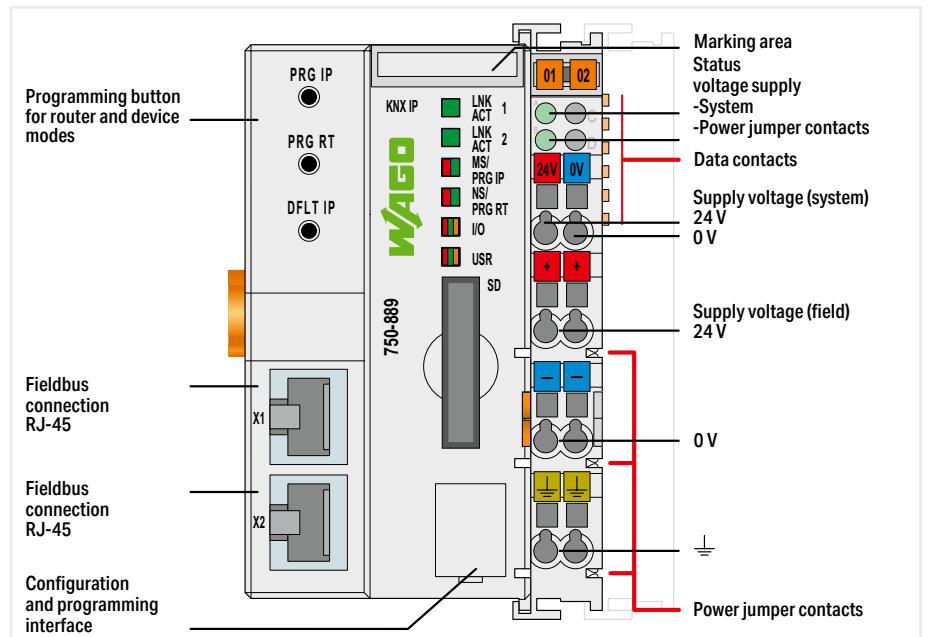 Programming button
for router and device
modes
Fieldbus
connection
RJ-45
Fieldbus
connection
RJ-45
Configuration
and programming
interface
PRG IP
PRG RT
DFLT IP
X1
X2
KNX IP
LNK
ACT 1
LNK
ACT 2
MS/
PRG IP
NS/
PRG RT
I/O
USR
SD
WAGO
750-889
01 02
A C
B D
24V 0V
+ +
— —
Marking area
Status
voltage supply
-System
-Power jumper contacts
Data contacts
Supply voltage (system)
24 V
0 V
Supply voltage (field)
24 V
0 V
Power jumper contacts